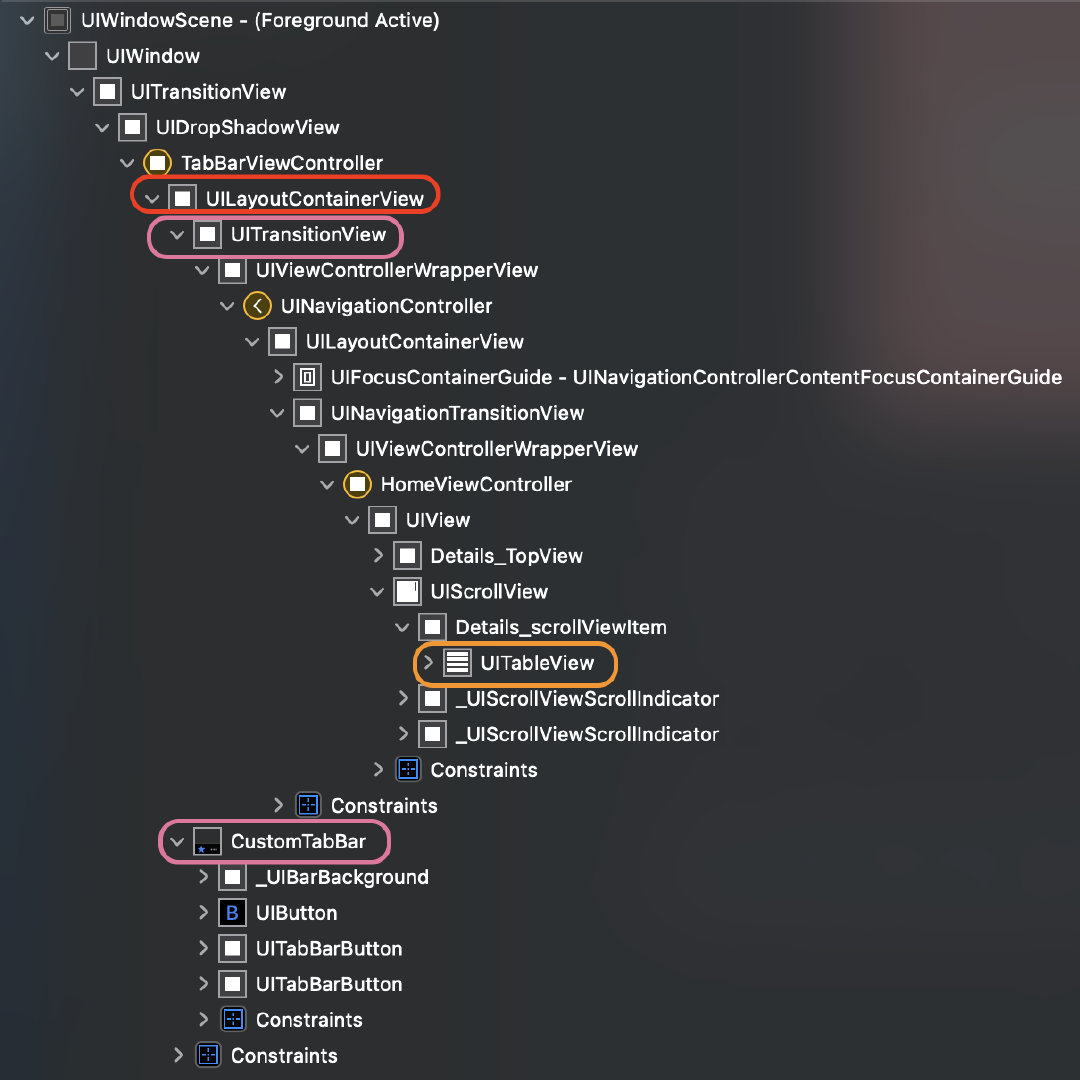 UIWindowScene - (Foreground Active)
UIWindow
UITransitionView
UIDropShadowView
TabBarViewController
UILayoutContainerView
UITransitionView
UIViewControllerWrapperView
UINavigationController
UILayoutContainerView
UIFocusContainerGuide - UINavigationControllerContentFocusContainerGuide
UINavigationTransitionView
UIViewControllerWrapperView
HomeViewController
UIView
Details_TopView
UIScrollView
Details_scrollViewItem
UITableView
_UIScrollViewScrollIndicator
_UIScrollViewScrollIndicator
Constraints
Constraints
CustomTabBar
_UIBarBackground
B UIButton
UITabBarButton
UITabBarButton
Constraints
Constraints